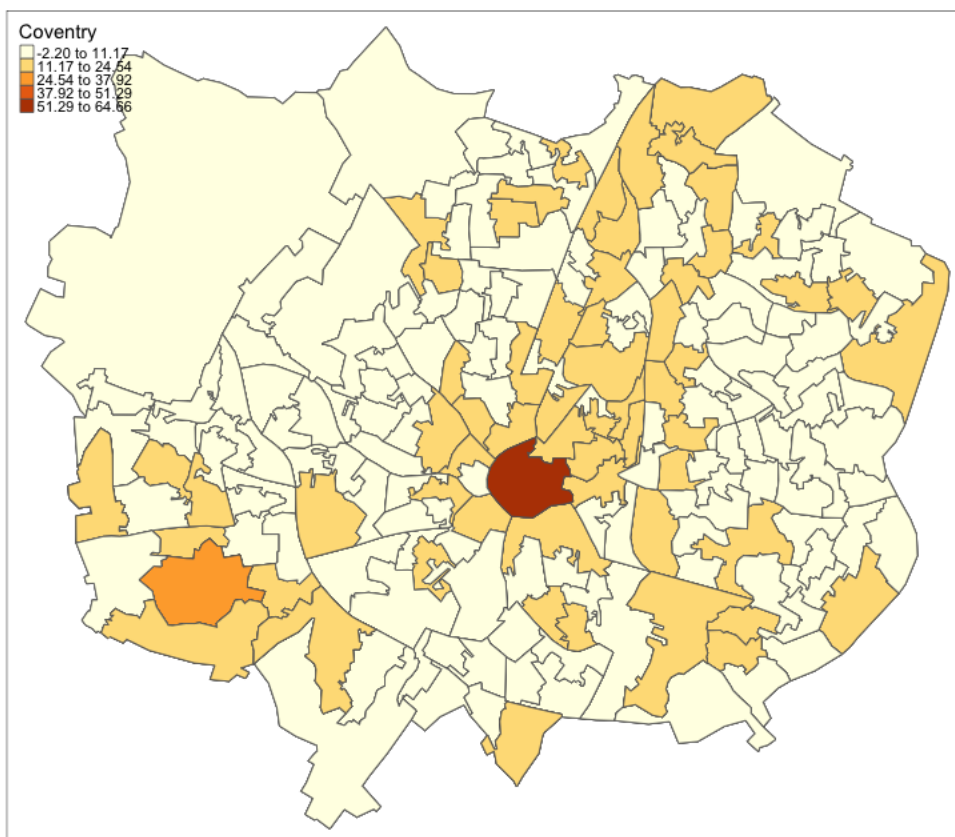 Coventry
-2.20 to 11.17
11.17 to 24.54
24.54 to 37.92
37.92 to 51.29
51.29 to 64.66